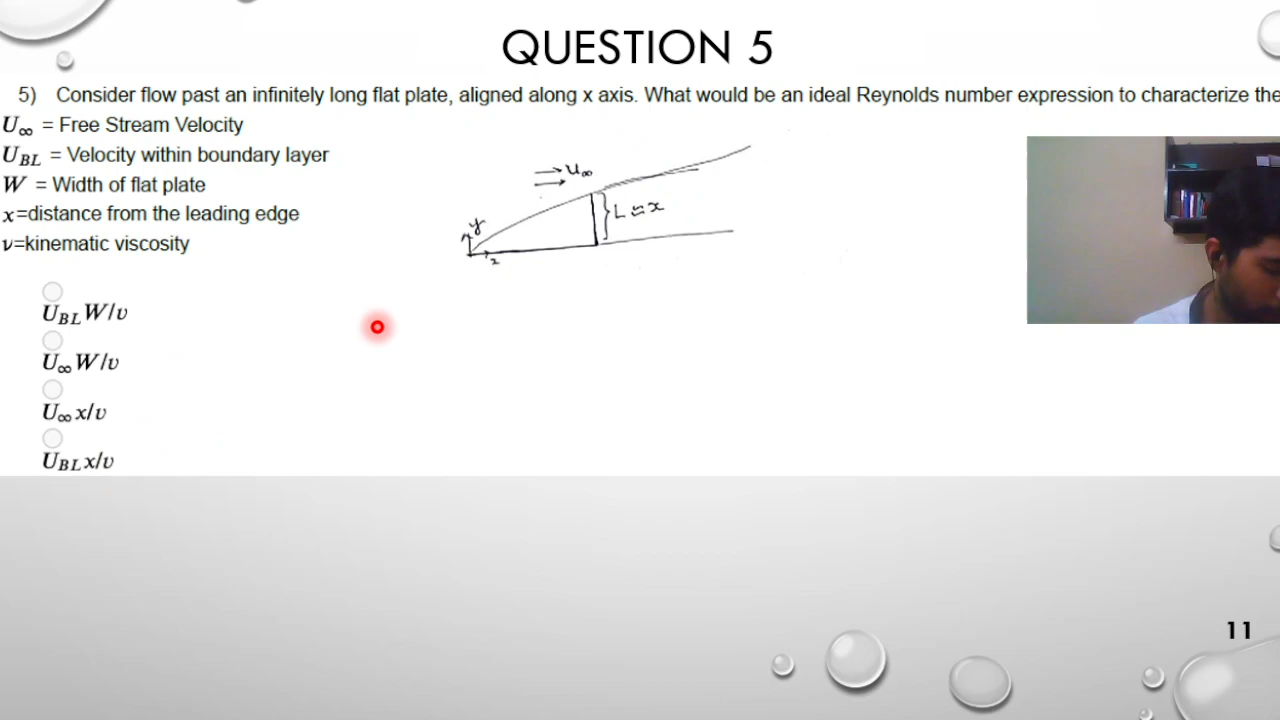 QUESTION 5
5) Consider flow past an infinitely long flat plate, aligned along x axis. What would be an ideal Reynolds number expression to characterize the
U∞ = Free Stream Velocity
UBL = Velocity within boundary layer
W = Width of flat plate
x=distance from the leading edge
ν=kinematic viscosity
U∞
y
L ≈ x
x
UBL W/υ
U∞ W/υ
U∞ x/υ
UBL x/υ
11